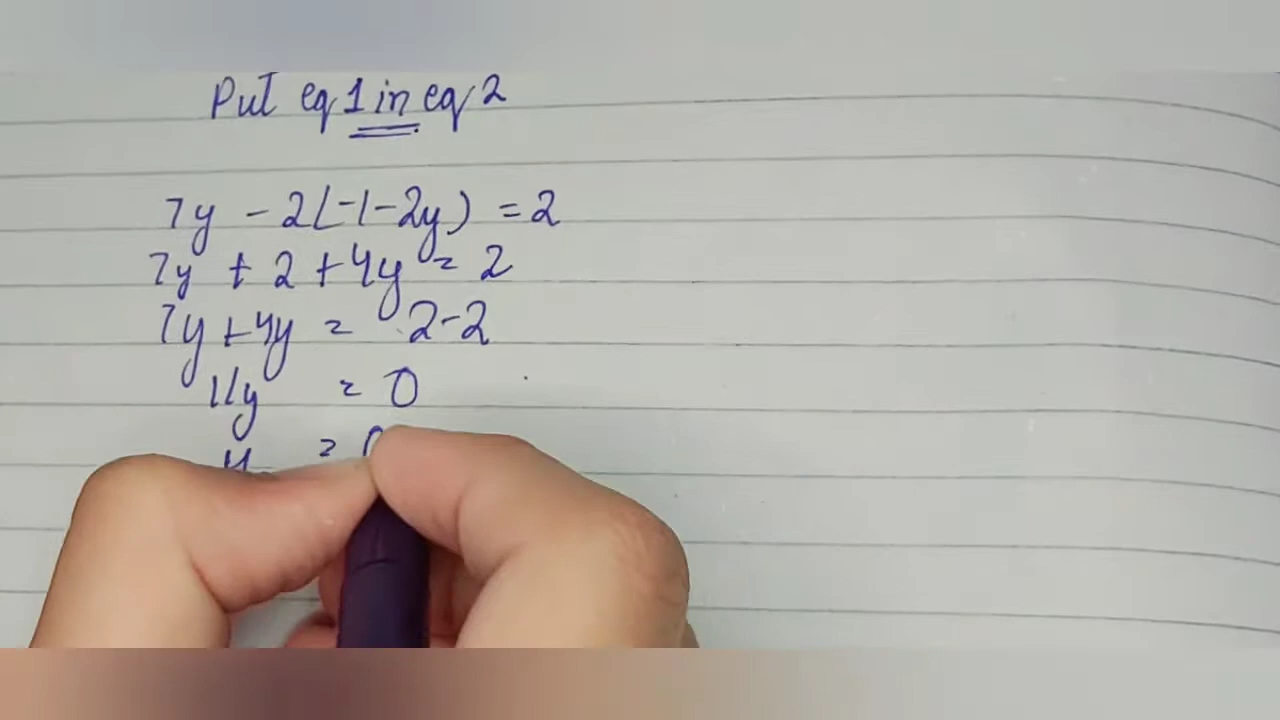 Put eq 1 in eq 2
7y - 2(-1-2y) = 2
7y + 2 + 4y = 2
7y + 4y = 2-2
11y = 0
y =